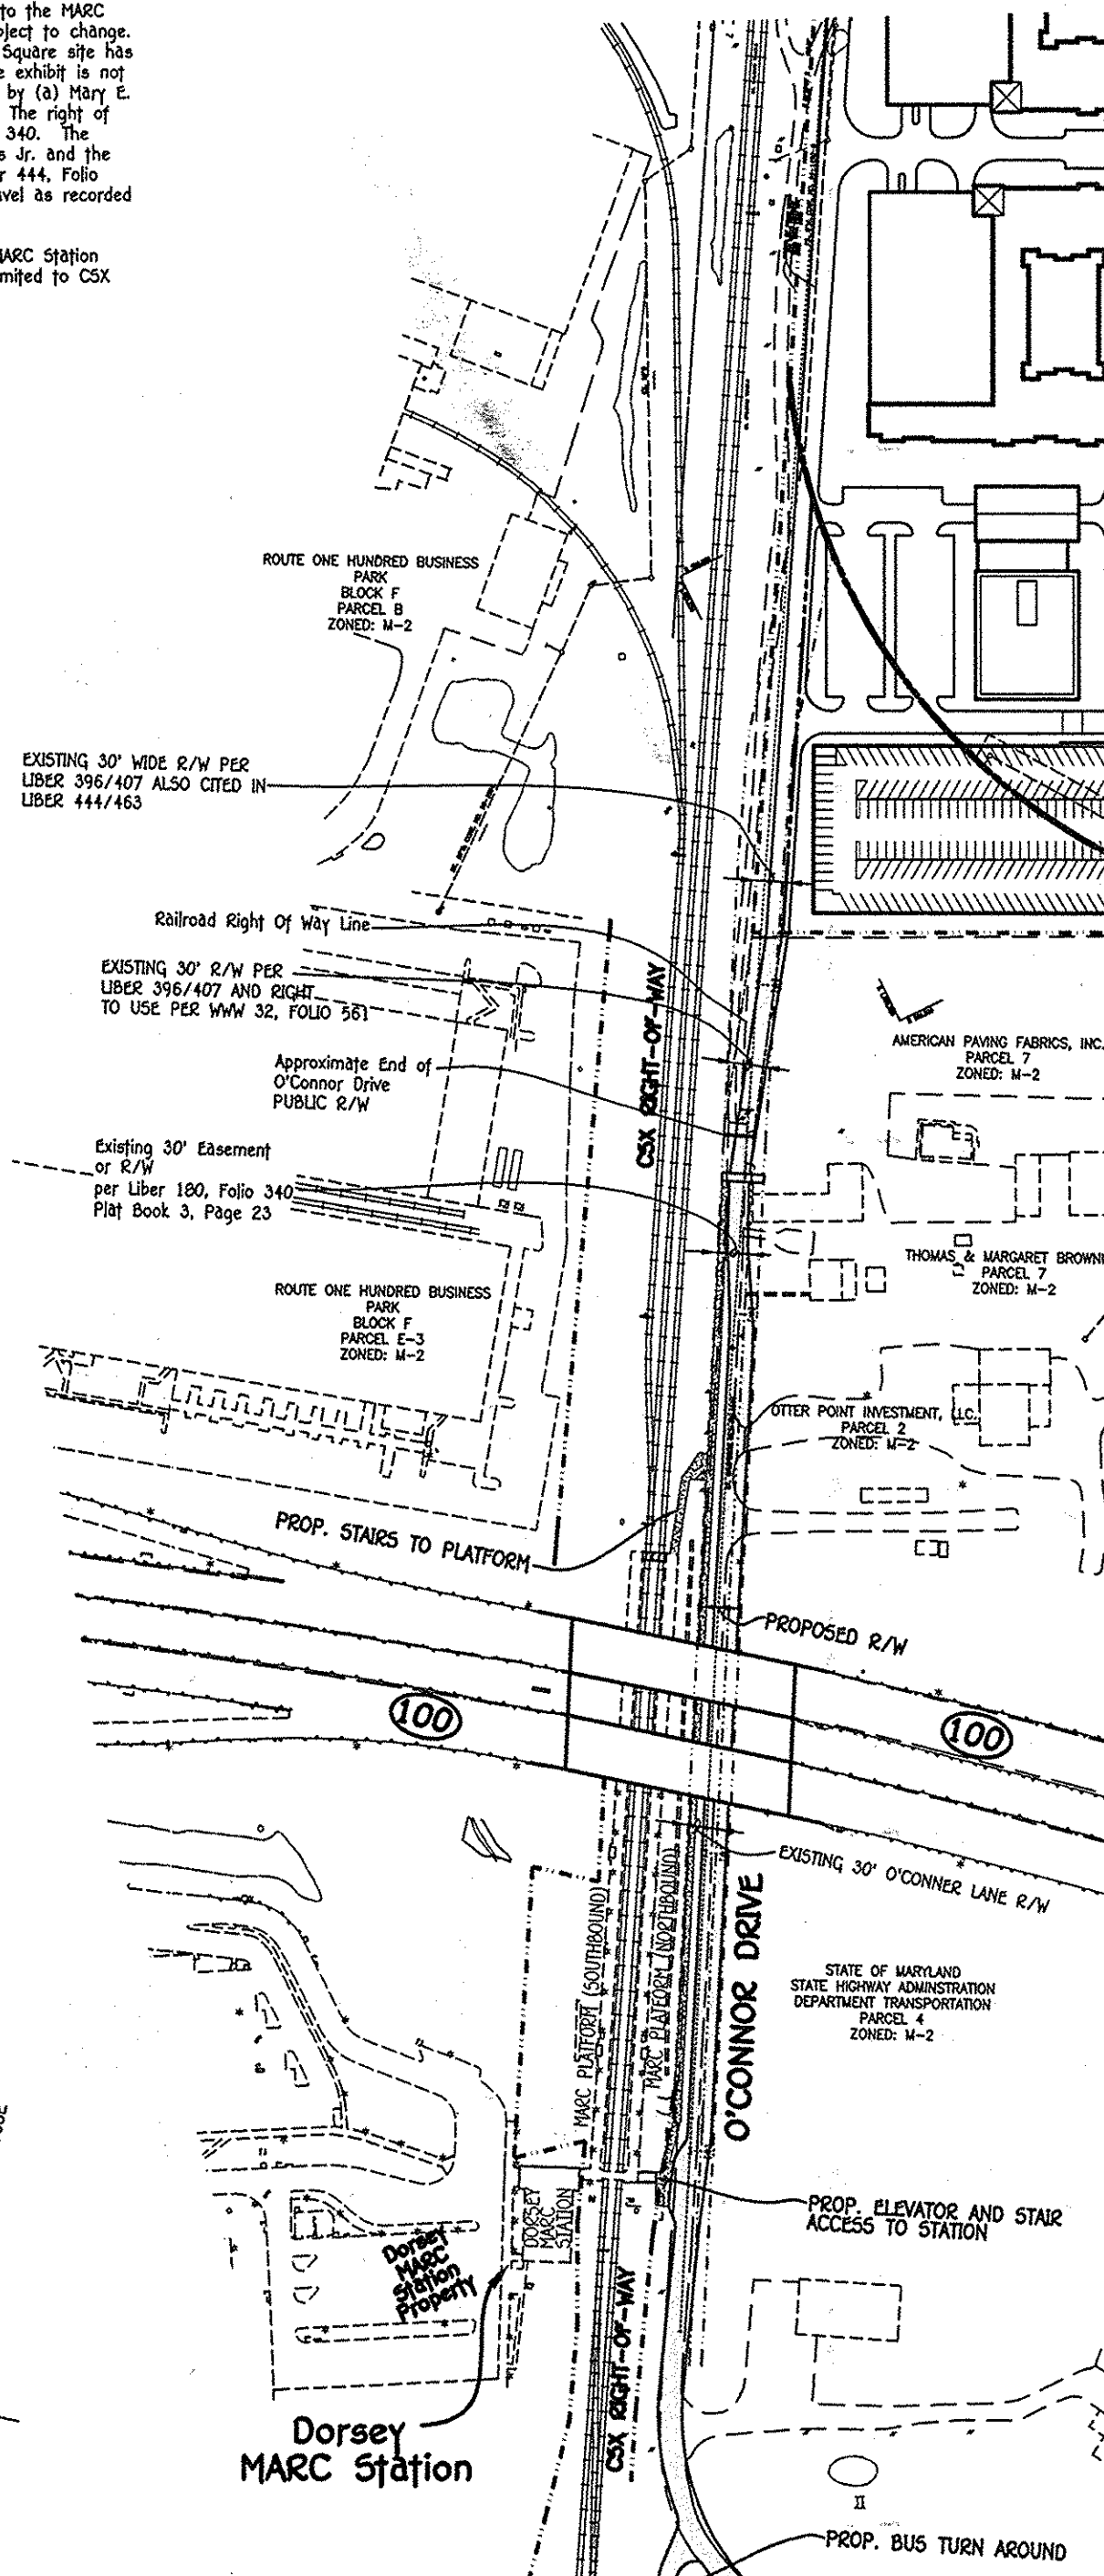 to the MARC
bject to change.
Square site has
e exhibit is not
by (a) Mary E.
The right of
340. The
s Jr. and the
r 444, Folio
avel as recorded
MARC Station
mited to CSX
ROUTE ONE HUNDRED BUSINESS
PARK
BLOCK F
PARCEL B
ZONED: M-2
EXISTING 30' WIDE R/W PER
LIBER 396/407 ALSO CITED IN
LIBER 444/463
Railroad Right Of Way Line
EXISTING 30' R/W PER
LIBER 396/407 AND RIGHT
TO USE PER WWW 32, FOLIO 561
CSX RIGHT-OF-WAY
AMERICAN PAVING FABRICS, INC.
PARCEL 7
ZONED: M-2
Approximate End of
O'Connor Drive
PUBLIC R/W
Existing 30' Easement
or R/W
per Liber 180, Folio 340
Plat Book 3, Page 23
THOMAS & MARGARET BROWN
PARCEL 7
ZONED: M-2
ROUTE ONE HUNDRED BUSINESS
PARK
BLOCK F
PARCEL E-3
ZONED: M-2
OTTER POINT INVESTMENT, LLC.
PARCEL 2
ZONED: M-2
PROP. STAIRS TO PLATFORM
PROPOSED R/W
100
100
EXISTING 30' O'CONNER LANE R/W
MARC PLATFORM (SOUTHBOUND)
MARC PLATFORM (NORTHBOUND)
O'CONNOR DRIVE
STATE OF MARYLAND
STATE HIGHWAY ADMINSTRATION
DEPARTMENT TRANSPORTATION
PARCEL 4
ZONED: M-2
DORSEY
MARC
STATION
PROP. ELEVATOR AND STAIR
ACCESS TO STATION
Dorsey
MARC
Station
Property
CSX RIGHT-OF-WAY
Dorsey
MARC Station
II
PROP. BUS TURN AROUND